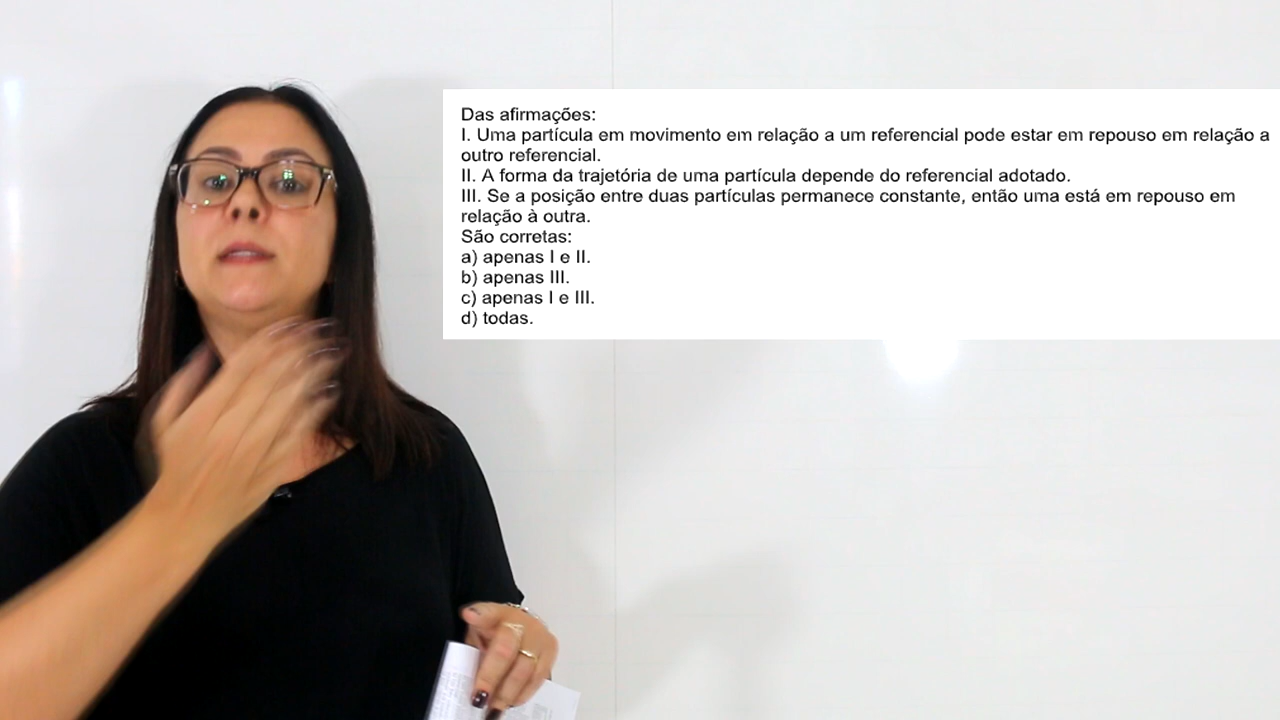 Das afirmações:
I. Uma partícula em movimento em relação a um referencial pode estar em repouso em relação a
outro referencial.
II. A forma da trajetória de uma partícula depende do referencial adotado.
III. Se a posição entre duas partículas permanece constante, então uma está em repouso em
relação à outra.
São corretas:
a) apenas I e II.
b) apenas III.
c) apenas I e III.
d) todas.